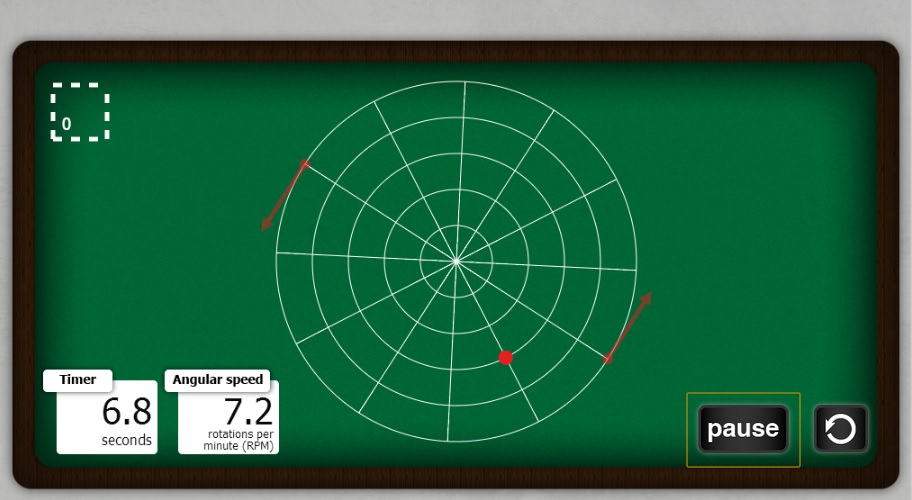 0
Timer
6.8
seconds
Angular speed
7.2
rotations per
minute (RPM)
pause